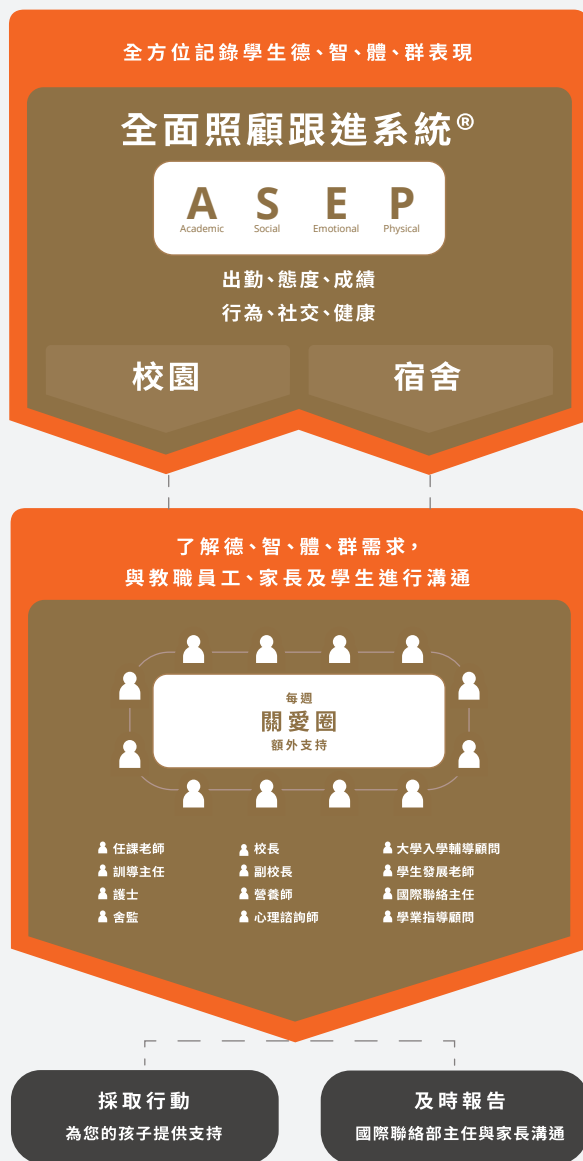 全方位記錄學生德、智、體、群表現
全面照顧跟進系統®
A S E P
Academic Social Emotional Physical
出勤、態度、成績
行為、社交、健康
校園 宿舍
了解德、智、體、群需求，
與教職員工、家長及學生進行溝通
每週
關愛圈
額外支持
任課老師 校長 大學入學輔導顧問
訓導主任 副校長 學生發展老師
護士 營養師 國際聯絡主任
舍監 心理諮詢師 學業指導顧問
採取行動 及時報告
為您的孩子提供支持 國際聯絡部主任與家長溝通